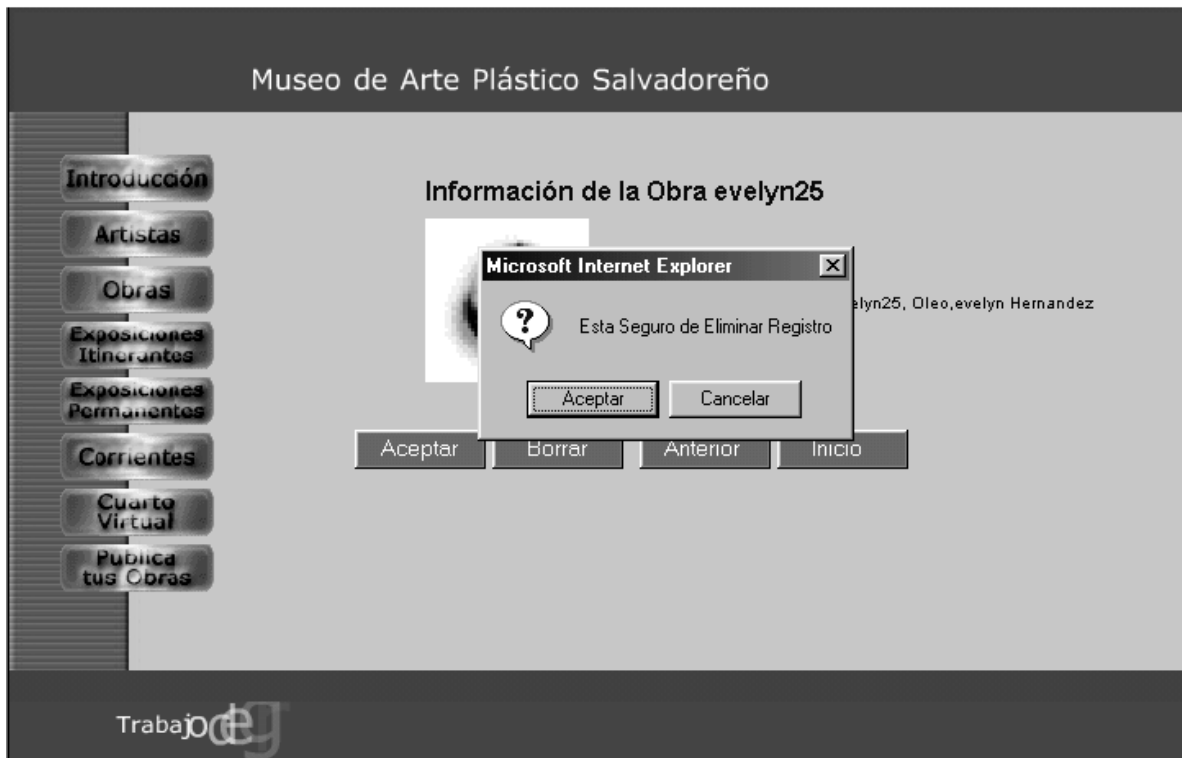 Museo de Arte Plástico Salvadoreño
Introducción
Artistas
Obras
Exposiciones
Itinerantes
Exposiciones
Permanentes
Corrientes
Cuarto
Virtual
Publica
tus Obras
Información de la Obra evelyn25
Microsoft Internet Explorer
Esta Seguro de Eliminar Registro
Aceptar Cancelar
elyn25, Oleo,evelyn Hernandez
Aceptar Borrar Anterior Inicio
Trabajo de g